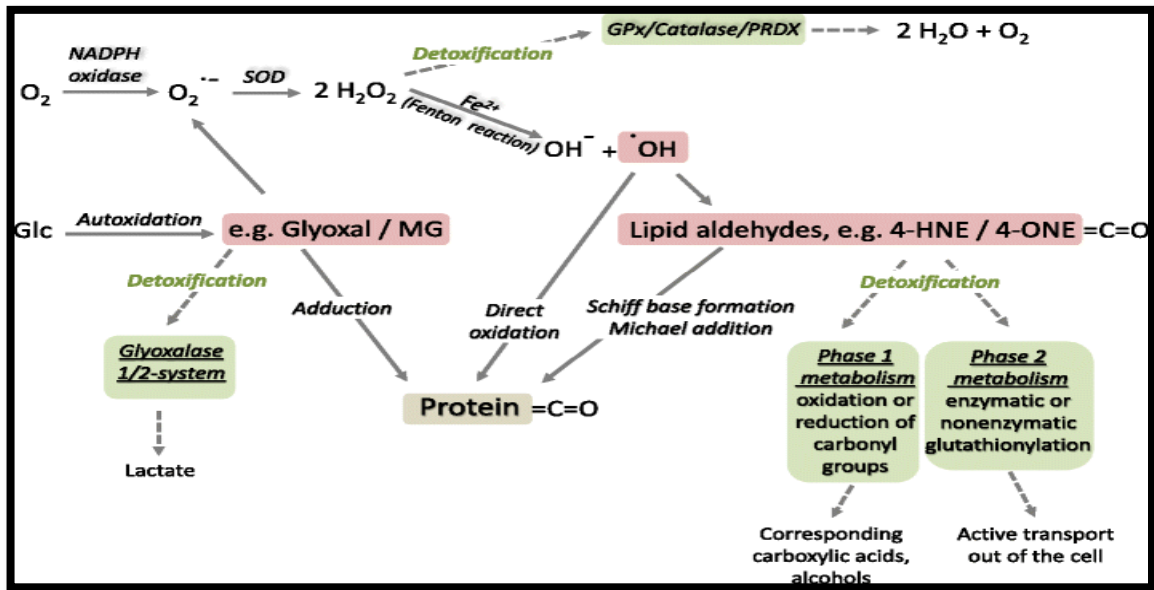 GPx/Catalase/PRDX
2 H₂O + O₂
NADPH
oxidase
Detoxification
O₂
O₂˙⁻
SOD
2 H₂O₂
Fe²⁺
(Fenton reaction)
OH⁻ + ˙OH
Glc
Autoxidation
e.g. Glyoxal / MG
Lipid aldehydes, e.g. 4-HNE / 4-ONE =C=O
Detoxification
Adduction
Direct
oxidation
Schiff base formation
Michael addition
Detoxification
Glyoxalase
1/2-system
Protein =C=O
Lactate
Phase 1
metabolism
oxidation or
reduction of
carbonyl
groups
Phase 2
metabolism
enzymatic or
nonenzymatic
glutathionylation
Corresponding
carboxylic acids,
alcohols
Active transport
out of the cell